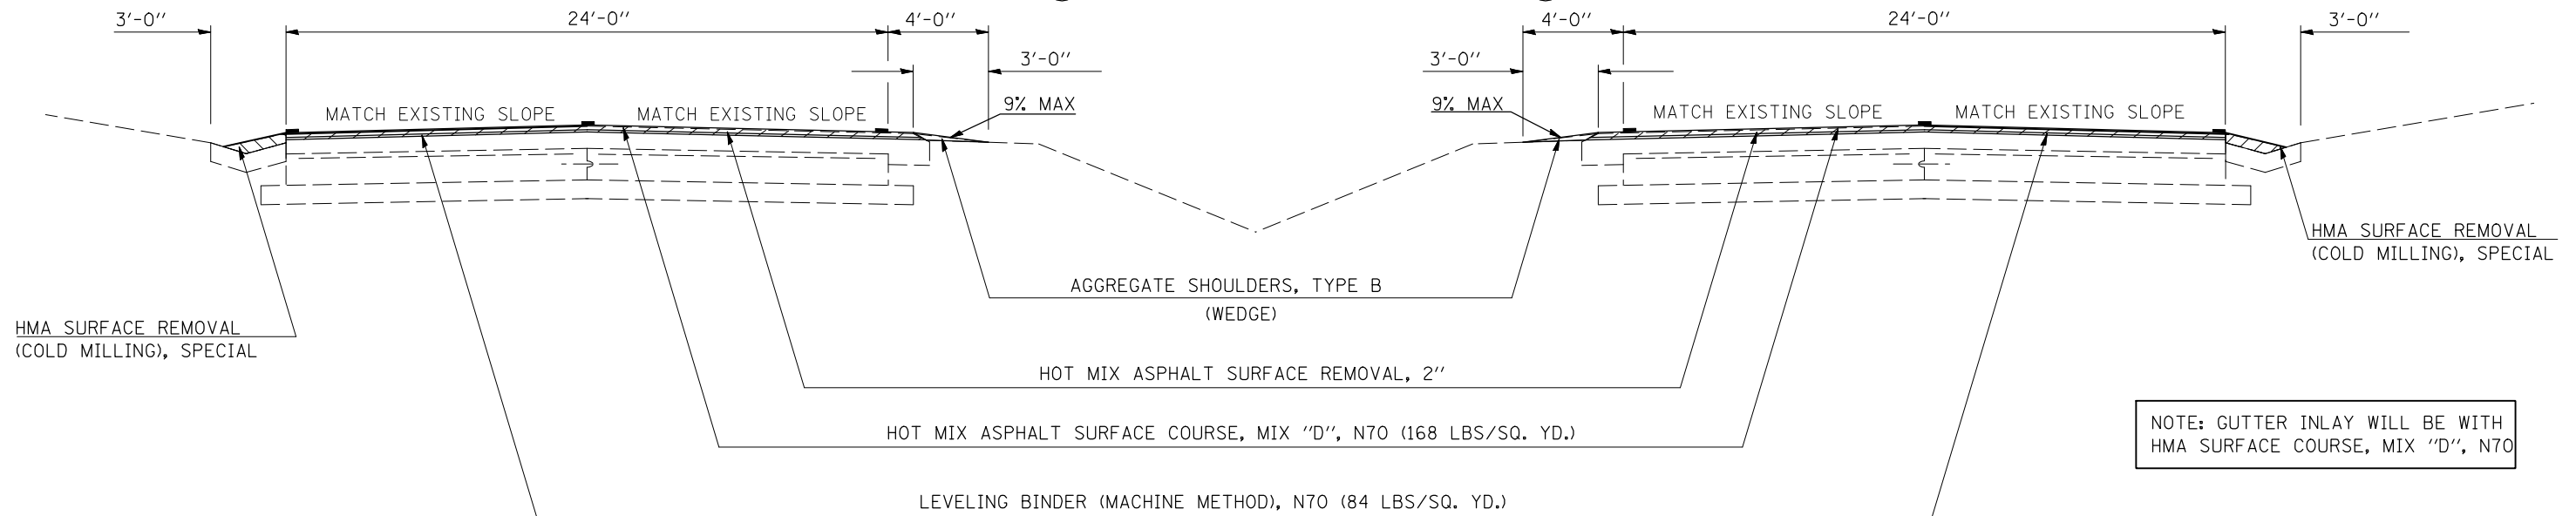 3'-0" 24'-0" 4'-0" 4'-0" 24'-0" 3'-0"
3'-0" 3'-0"
9% MAX 9% MAX
MATCH EXISTING SLOPE MATCH EXISTING SLOPE MATCH EXISTING SLOPE MATCH EXISTING SLOPE
HMA SURFACE REMOVAL
(COLD MILLING), SPECIAL
AGGREGATE SHOULDERS, TYPE B
(WEDGE)
HMA SURFACE REMOVAL
(COLD MILLING), SPECIAL
HOT MIX ASPHALT SURFACE REMOVAL, 2"
HOT MIX ASPHALT SURFACE COURSE, MIX "D", N70 (168 LBS/SQ. YD.)
NOTE: GUTTER INLAY WILL BE WITH
HMA SURFACE COURSE, MIX "D", N70
LEVELING BINDER (MACHINE METHOD), N70 (84 LBS/SQ. YD.)